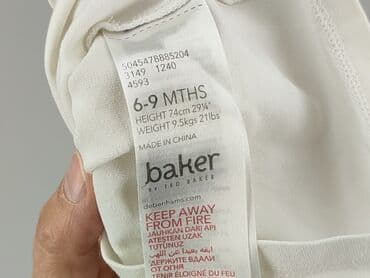 5045478885204
3149 1240
4593
6-9 MTHS
HEIGHT 74cm 29¼"
WEIGHT 9.5kgs 21lbs
MADE IN CHINA
baker
BY TED BAKER
debenhams.com
KEEP AWAY
FROM FIRE
JAUHKAN DARI API
ATEŞTEN UZAK
TUTUNUZ
ДЕРЖИТЕ ВДАЛИ
ОТ ОГНЯ
TENIR ÉLOIGNÉ DU FEU